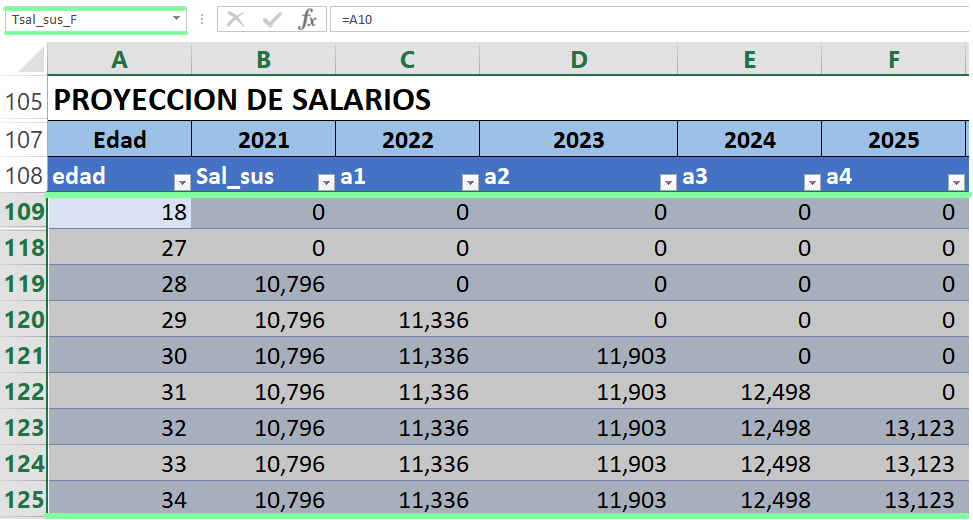 Tsal_sus_F fx =A10
A B C D E F
105 PROYECCION DE SALARIOS
107 Edad 2021 2022 2023 2024 2025
108 edad Sal_sus a1 a2 a3 a4
109 18 0 0 0 0 0
118 27 0 0 0 0 0
119 28 10,796 0 0 0 0
120 29 10,796 11,336 0 0 0
121 30 10,796 11,336 11,903 0 0
122 31 10,796 11,336 11,903 12,498 0
123 32 10,796 11,336 11,903 12,498 13,123
124 33 10,796 11,336 11,903 12,498 13,123
125 34 10,796 11,336 11,903 12,498 13,123